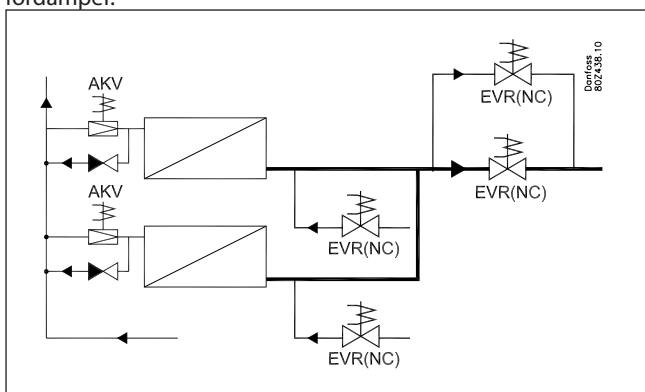 fordamper.
AKV
EVR(NC)
Danfoss
80Z438.10
EVR(NC)
AKV
EVR(NC)
EVR(NC)